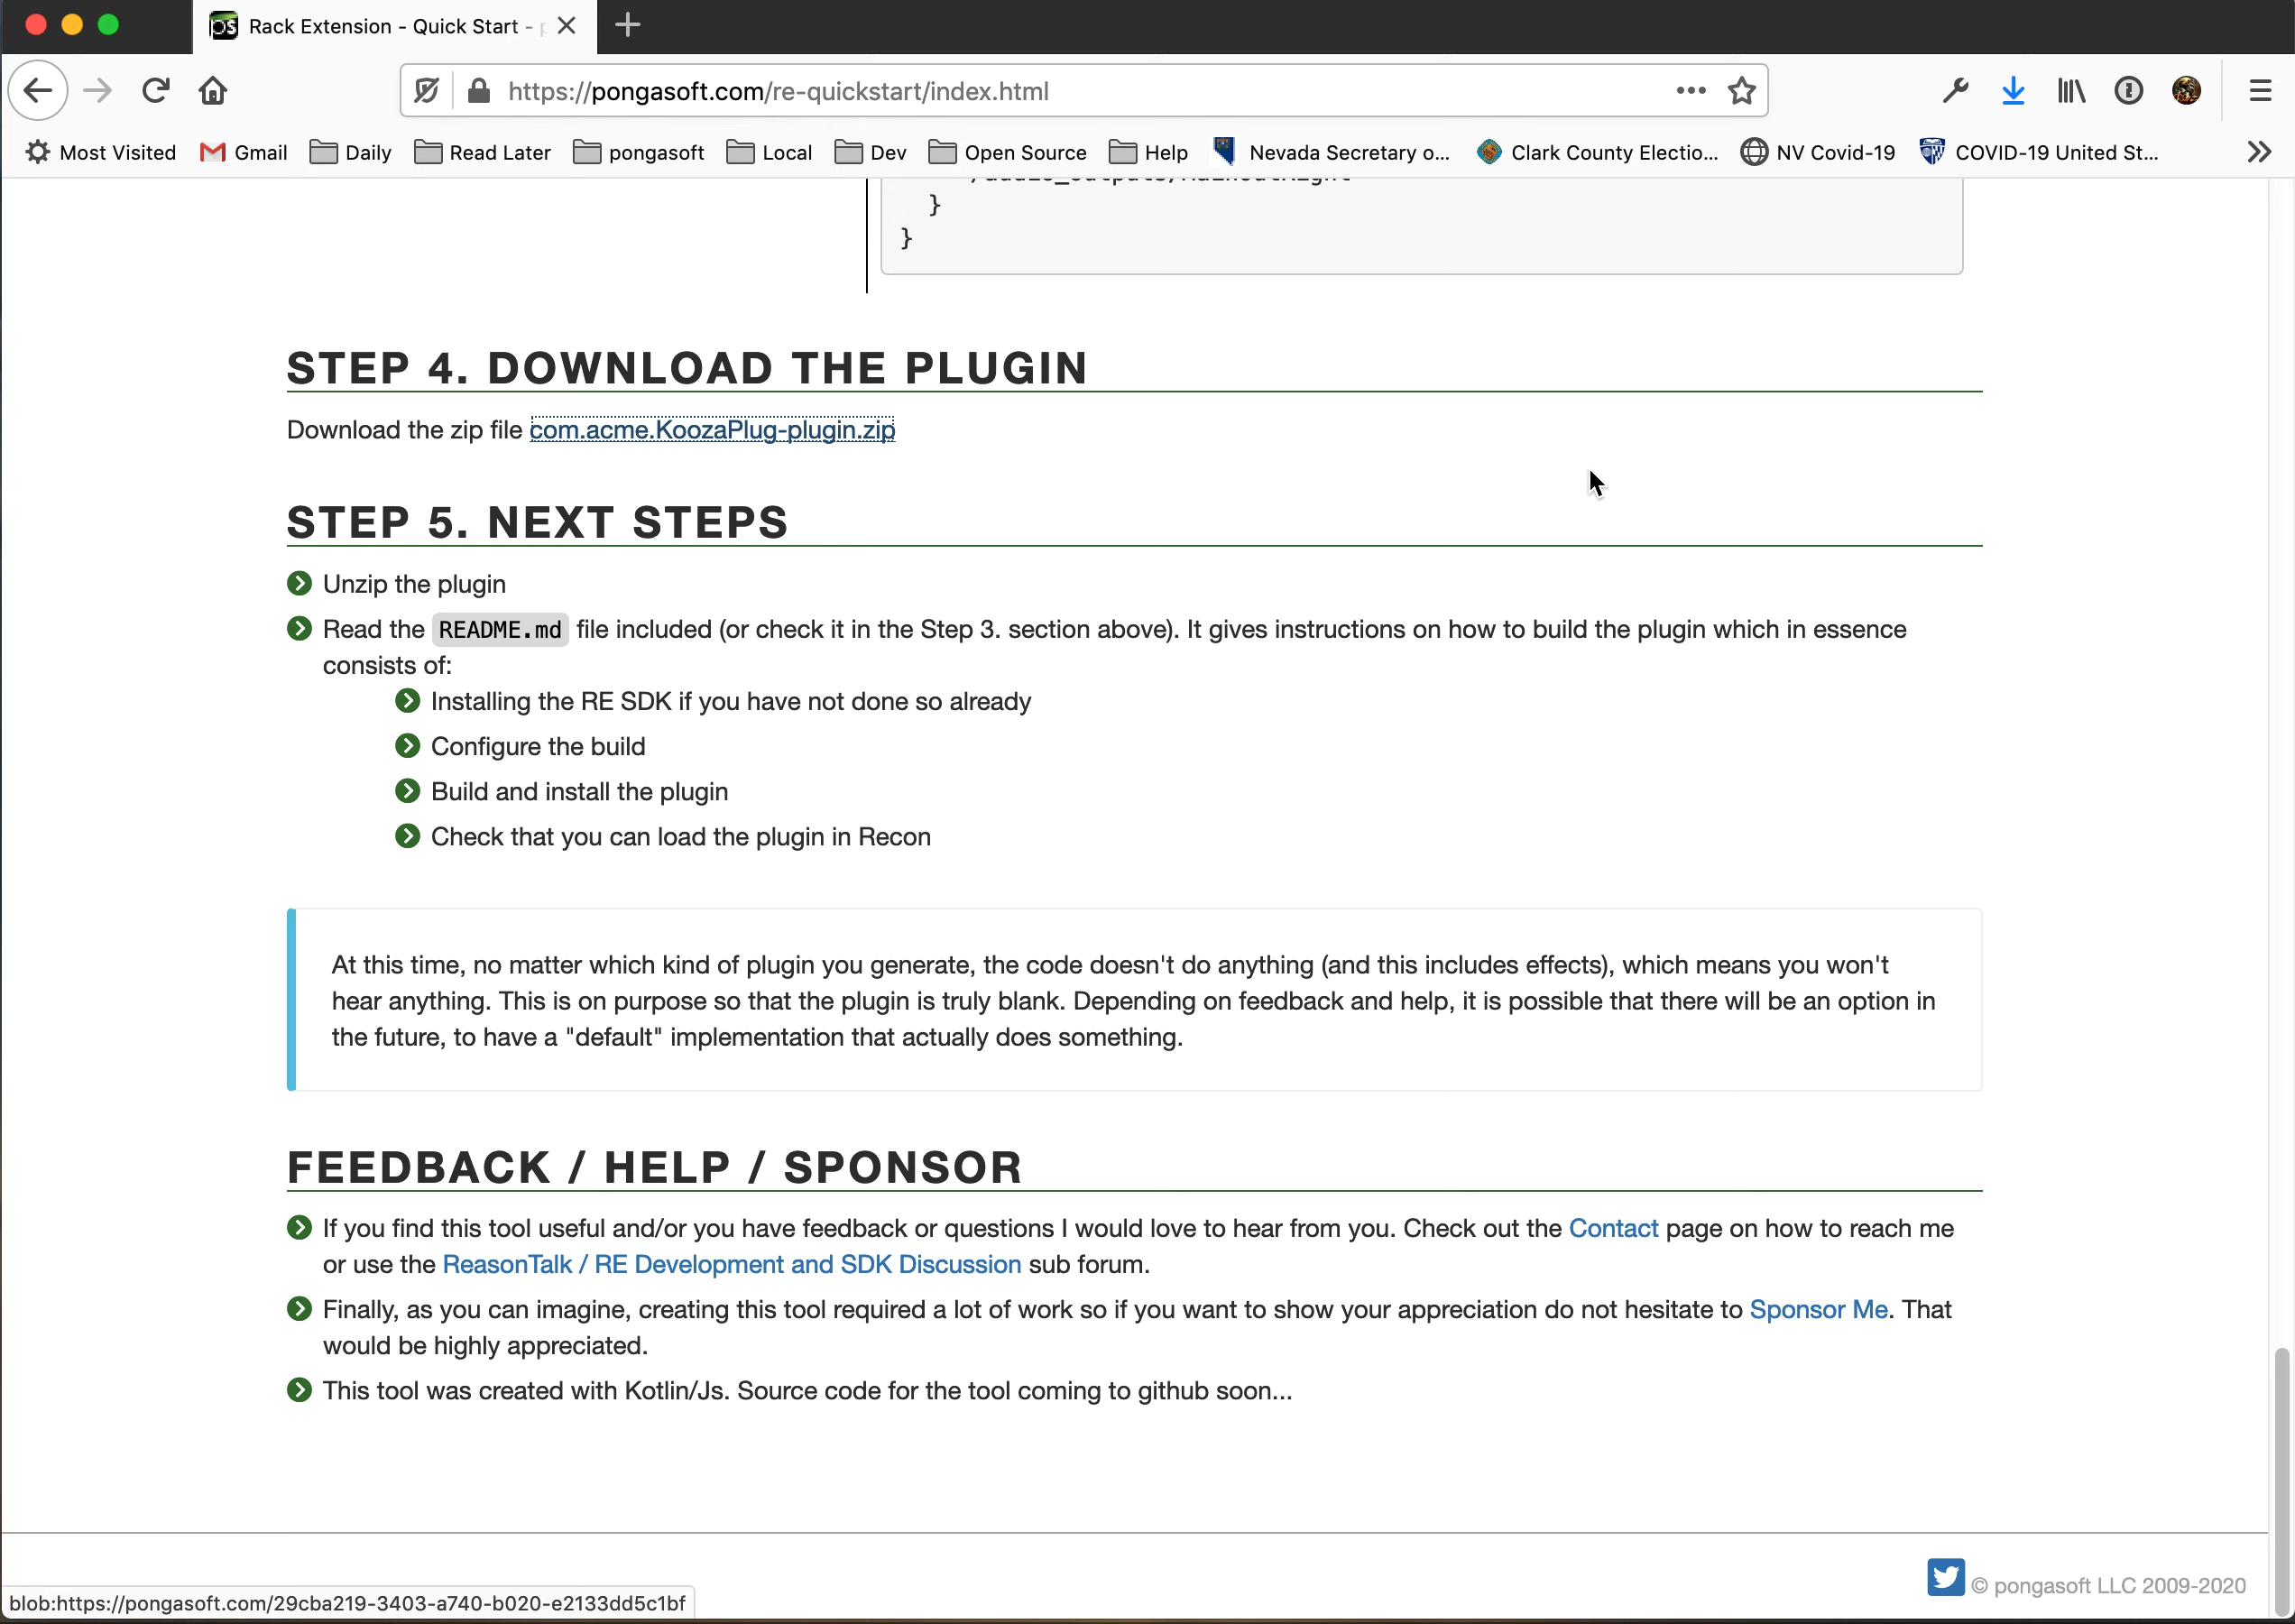 Rack Extension - Quick Start -
https://pongasoft.com/re-quickstart/index.html
Most Visited Gmail Daily Read Later pongasoft Local Dev Open Source Help Nevada Secretary o... Clark County Electio... NV Covid-19 COVID-19 United St...
}
}
STEP 4. DOWNLOAD THE PLUGIN
Download the zip file com.acme.KoozaPlug-plugin.zip
STEP 5. NEXT STEPS
Unzip the plugin
Read the README.md file included (or check it in the Step 3. section above). It gives instructions on how to build the plugin which in essence
consists of:
Installing the RE SDK if you have not done so already
Configure the build
Build and install the plugin
Check that you can load the plugin in Recon
At this time, no matter which kind of plugin you generate, the code doesn't do anything (and this includes effects), which means you won't
hear anything. This is on purpose so that the plugin is truly blank. Depending on feedback and help, it is possible that there will be an option in
the future, to have a "default" implementation that actually does something.
FEEDBACK / HELP / SPONSOR
If you find this tool useful and/or you have feedback or questions I would love to hear from you. Check out the Contact page on how to reach me
or use the ReasonTalk / RE Development and SDK Discussion sub forum.
Finally, as you can imagine, creating this tool required a lot of work so if you want to show your appreciation do not hesitate to Sponsor Me. That
would be highly appreciated.
This tool was created with Kotlin/Js. Source code for the tool coming to github soon...
© pongasoft LLC 2009-2020
blob:https://pongasoft.com/29cba219-3403-a740-b020-e2133dd5c1bf